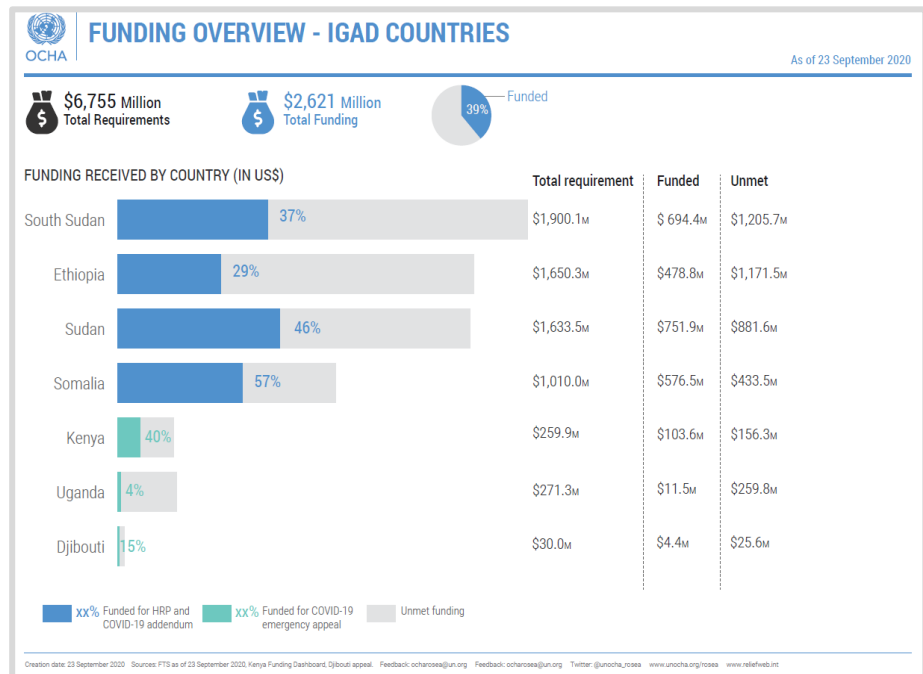 OCHA
FUNDING OVERVIEW - IGAD COUNTRIES
As of 23 September 2020
$6,755 Million
Total Requirements
$2,621 Million
Total Funding
39%
Funded
FUNDING RECEIVED BY COUNTRY (IN US$)
Total requirement Funded Unmet
South Sudan 37% $1,900.1M $ 694.4M $1,205.7M
Ethiopia 29% $1,650.3M $478.8M $1,171.5M
Sudan 46% $1,633.5M $751.9M $881.6M
Somalia 57% $1,010.0M $576.5M $433.5M
Kenya 40% $259.9M $103.6M $156.3M
Uganda 4% $271.3M $11.5M $259.8M
Djibouti 15% $30.0M $4.4M $25.6M
xx% Funded for HRP and
COVID-19 addendum
xx% Funded for COVID-19
emergency appeal
Unmet funding
Creation date: 23 September 2020 Sources: FTS as of 23 September 2020, Kenya Funding Dashboard, Djibouti appeal. Feedback: ocharosea@un.org Feedback: ocharosea@un.org Twitter: @unocha_rosea www.unocha.org/rosea www.reliefweb.int